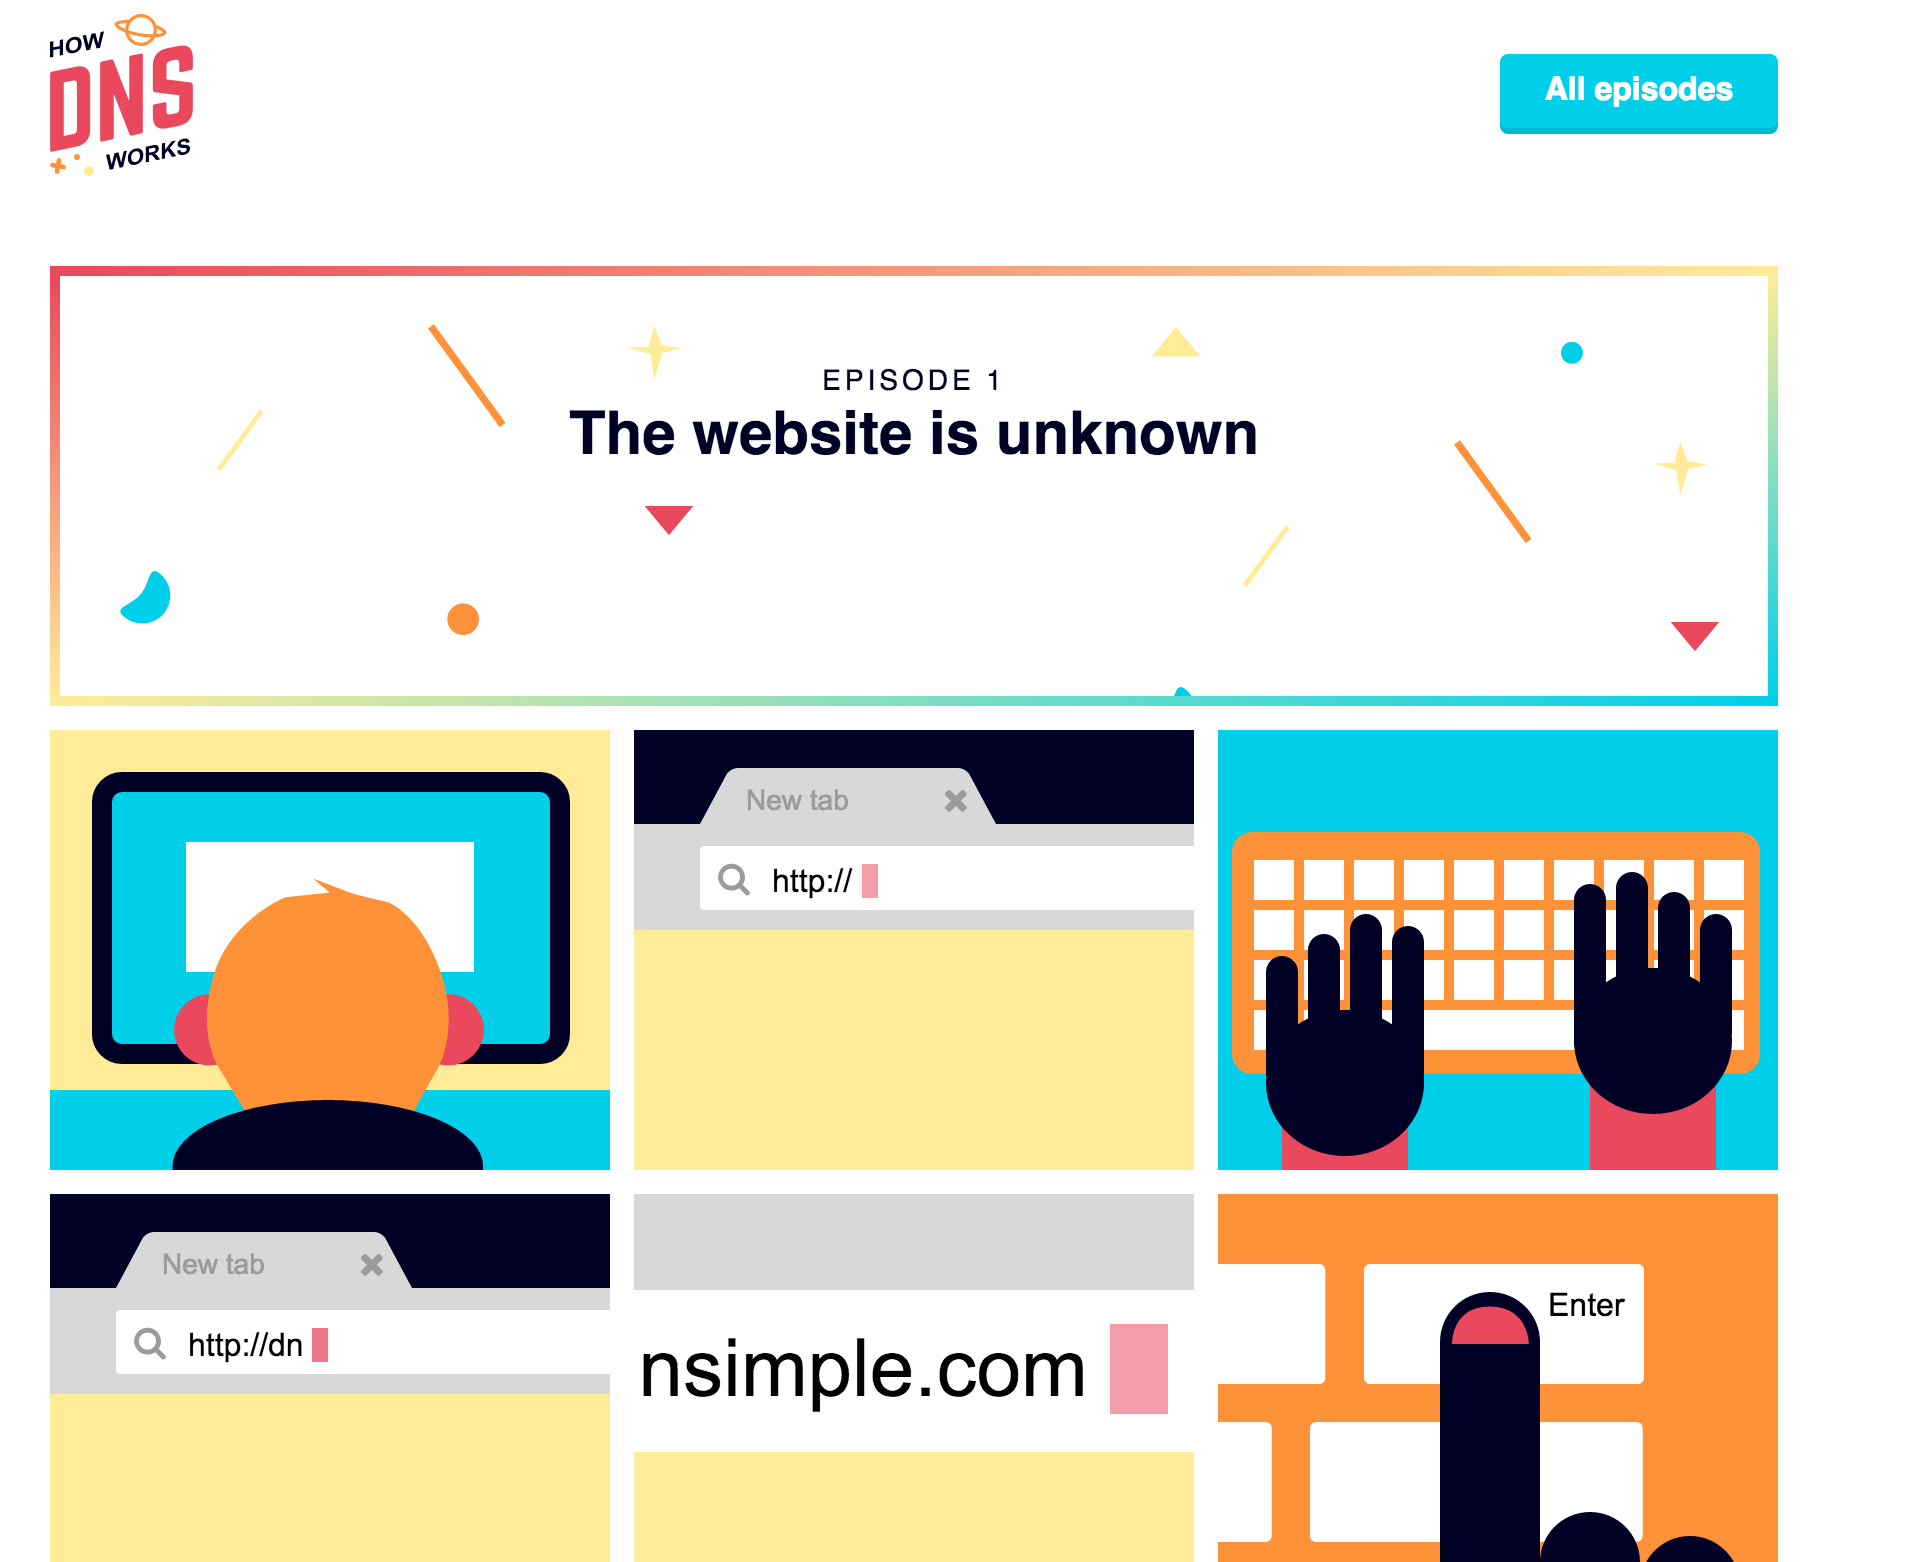 HOW
DNS
WORKS
All episodes
EPISODE 1
The website is unknown
New tab
http://
New tab
http://dn
nsimple.com
Enter